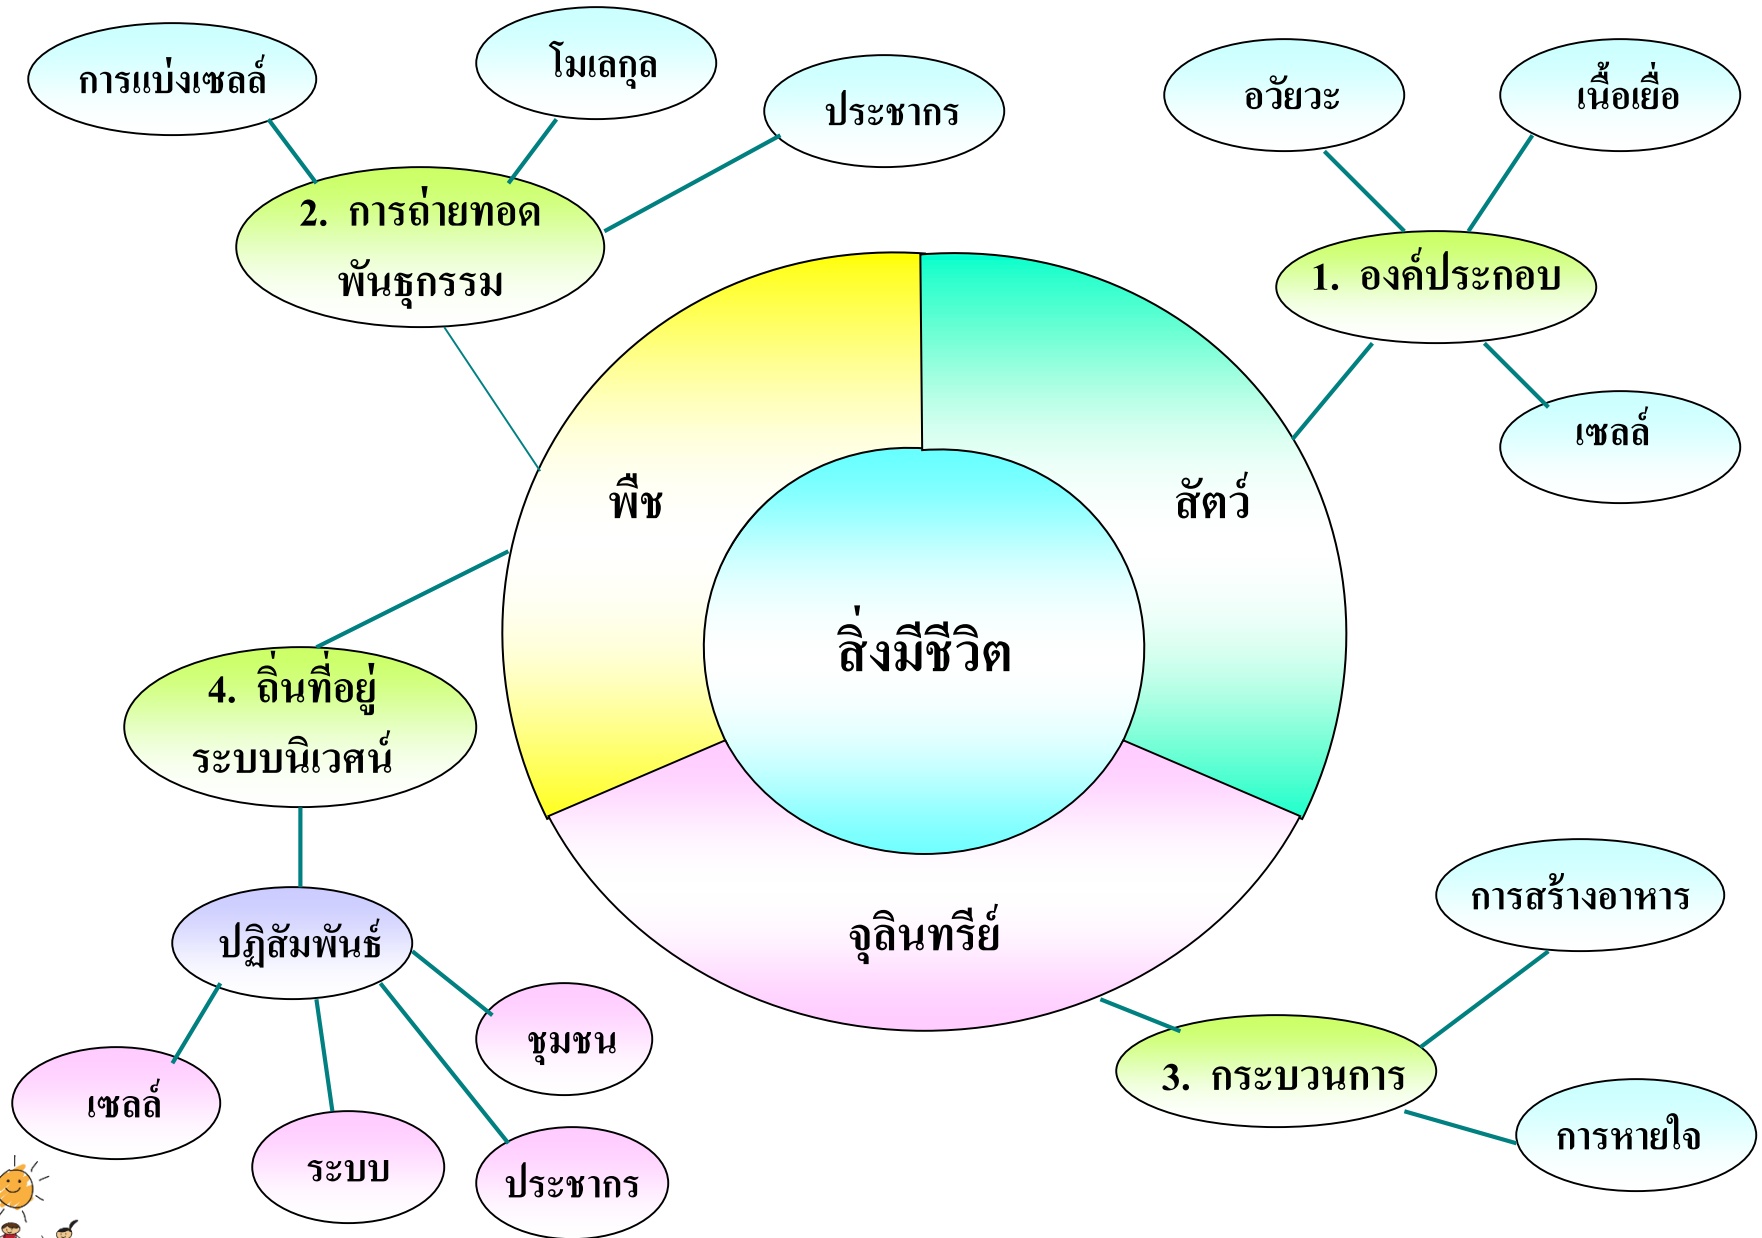 การแบ่งเซลล์
โมเลกุล
ประชากร
2. การถ่ายทอด
พันธุกรรม
อวัยวะ
เนื้อเยื่อ
1. องค์ประกอบ
เซลล์
พืช
สัตว์
สิ่งมีชีวิต
จุลินทรีย์
4. ถิ่นที่อยู่
ระบบนิเวศน์
ปฏิสัมพันธ์
ชุมชน
เซลล์
ระบบ
ประชากร
การสร้างอาหาร
3. กระบวนการ
การหายใจ